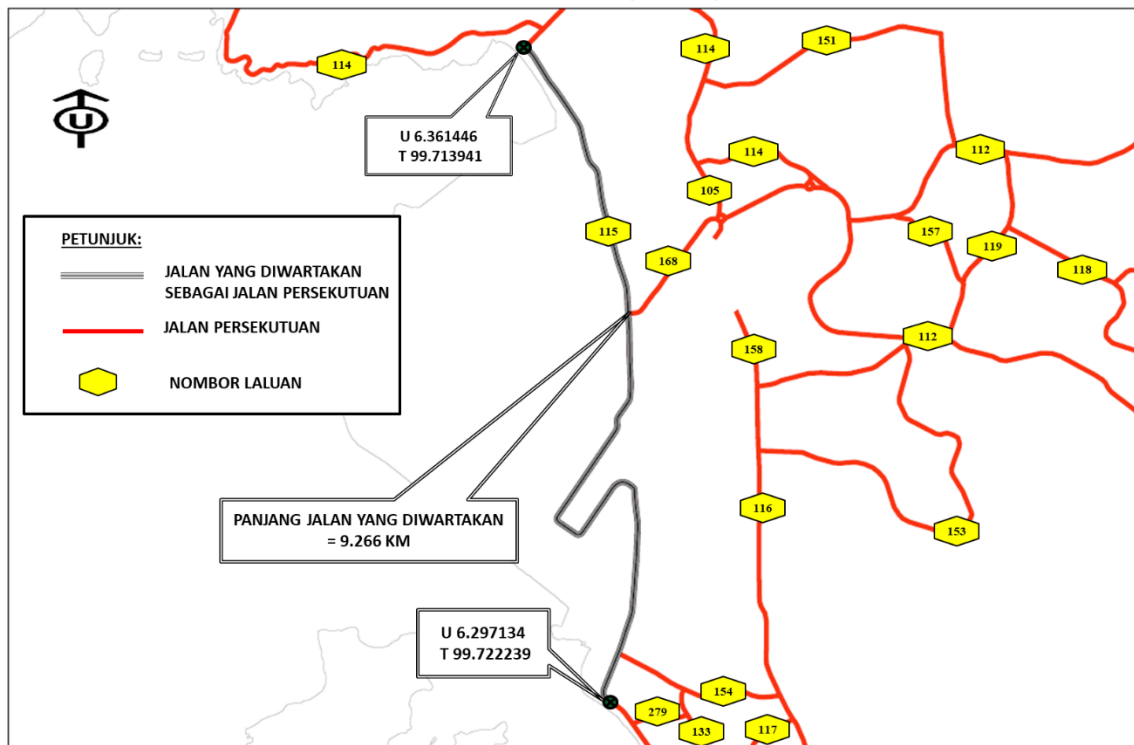 114
114
151
U
U 6.361446
T 99.713941
114
112
105
115
157
119
168
118
PETUNJUK:
JALAN YANG DIWARTAKAN
SEBAGAI JALAN PERSEKUTUAN
JALAN PERSEKUTUAN
NOMBOR LALUAN
158
112
PANJANG JALAN YANG DIWARTAKAN
= 9.266 KM
116
153
U 6.297134
T 99.722239
154
279
133
117